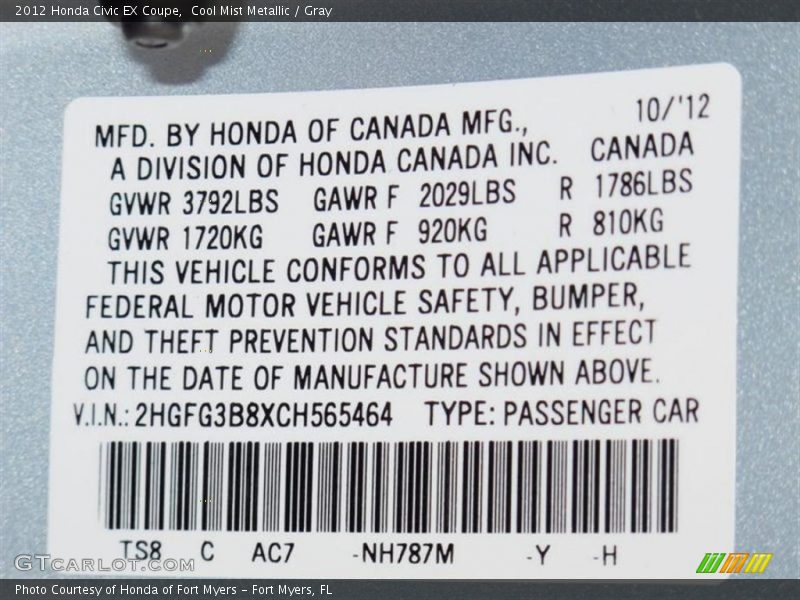 2012 Honda Civic EX Coupe,  Cool Mist Metallic / Gray
10/'12
MFD. BY HONDA OF CANADA MFG.,
A DIVISION OF HONDA CANADA INC. CANADA
GVWR 3792LBS GAWR F 2029LBS R 1786LBS
GVWR 1720KG GAWR F 920KG R 810KG
THIS VEHICLE CONFORMS TO ALL APPLICABLE
FEDERAL MOTOR VEHICLE SAFETY, BUMPER,
AND THEFT PREVENTION STANDARDS IN EFFECT
ON THE DATE OF MANUFACTURE SHOWN ABOVE.
V.I.N.: 2HGFG3B8XCH565464 TYPE: PASSENGER CAR
TS8 C AC7 -NH787M -Y -H
GTCarLot.com
Photo Courtesy of Honda of Fort Myers – Fort Myers, FL